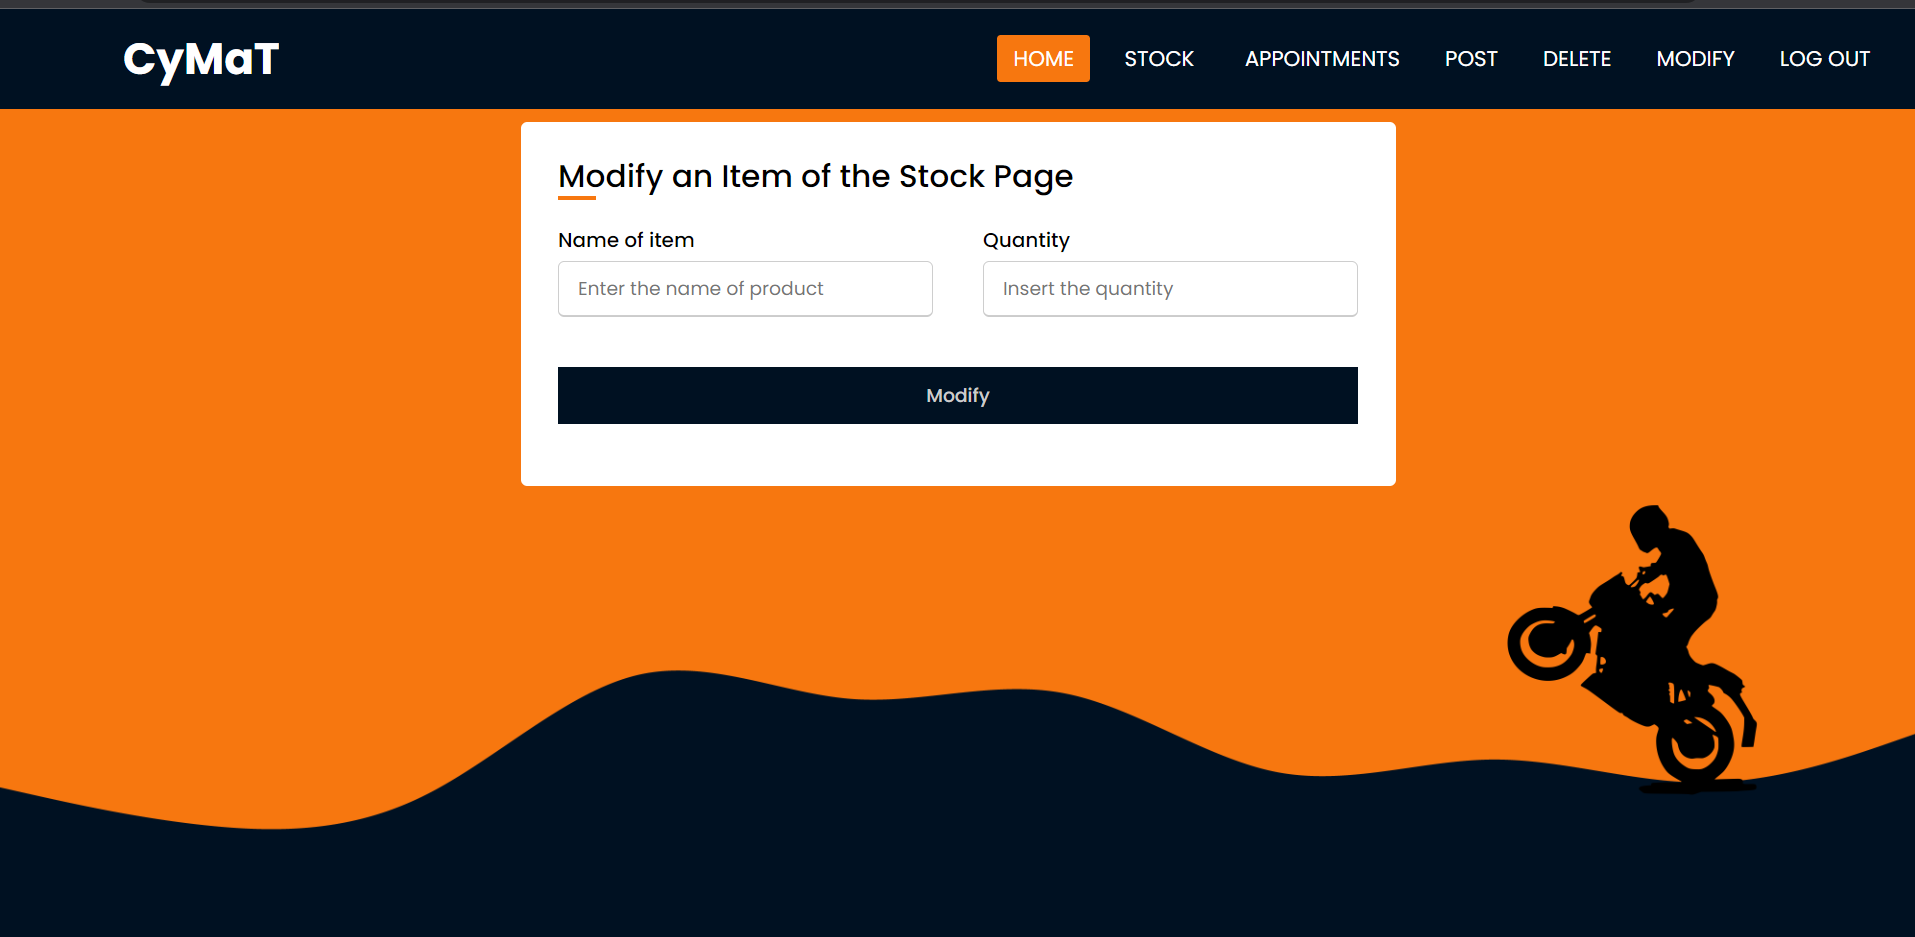 CyMaT
HOME STOCK APPOINTMENTS POST DELETE MODIFY LOG OUT
Modify an Item of the Stock Page
Name of item Quantity
Enter the name of product Insert the quantity
Modify